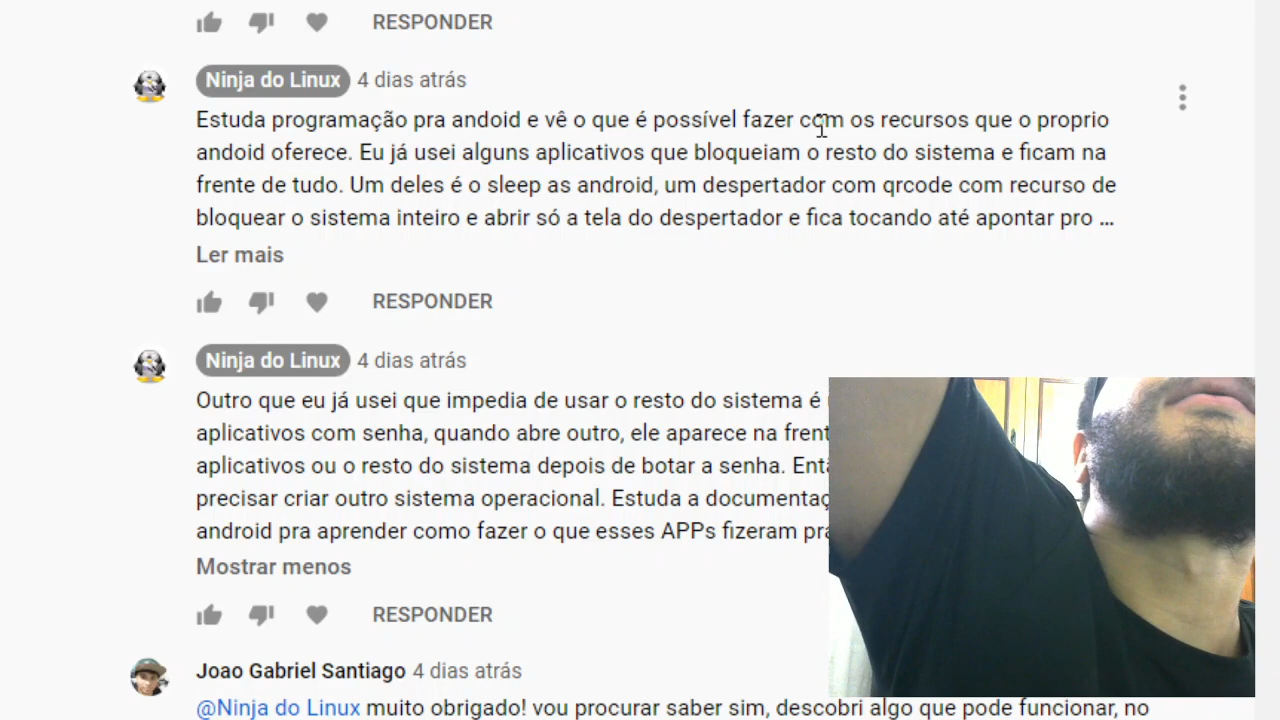 RESPONDER
Ninja do Linux 4 dias atrás
Estuda programação pra andoid e vê o que é possível fazer com os recursos que o proprio
andoid oferece. Eu já usei alguns aplicativos que bloqueiam o resto do sistema e ficam na
frente de tudo. Um deles é o sleep as android, um despertador com qrcode com recurso de
bloquear o sistema inteiro e abrir só a tela do despertador e fica tocando até apontar pro ...
Ler mais
RESPONDER
Ninja do Linux 4 dias atrás
Outro que eu já usei que impedia de usar o resto do sistema é
aplicativos com senha, quando abre outro, ele aparece na frent
aplicativos ou o resto do sistema depois de botar a senha. Ent
precisar criar outro sistema operacional. Estuda a documentaç
android pra aprender como fazer o que esses APPs fizeram pra
Mostrar menos
RESPONDER
Joao Gabriel Santiago 4 dias atrás
@Ninja do Linux muito obrigado! vou procurar saber sim, descobri algo que pode funcionar, no